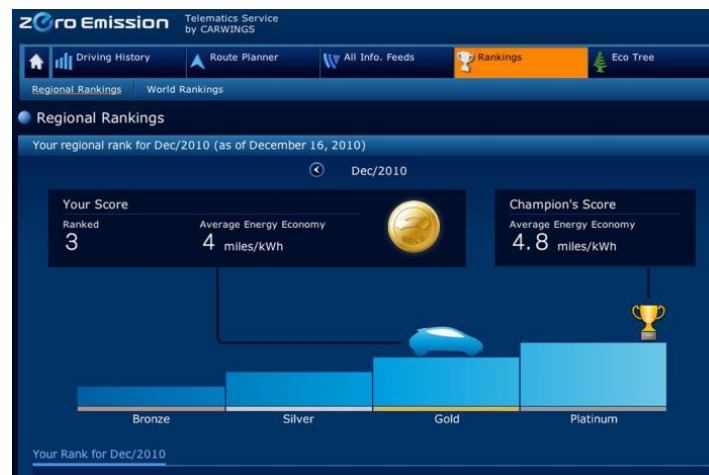 zero Emission
Telematics Service
by CARWINGS
Driving History
Route Planner
All Info. Feeds
Rankings
Eco Tree
Regional Rankings
World Rankings
Regional Rankings
Your regional rank for Dec/2010 (as of December 16, 2010)
Dec/2010
Your Score
Ranked
3
Average Energy Economy
4 miles/kWh
GOLD
Champion's Score
Average Energy Economy
4.8 miles/kWh
Bronze
Silver
Gold
Platinum
Your Rank for Dec/2010